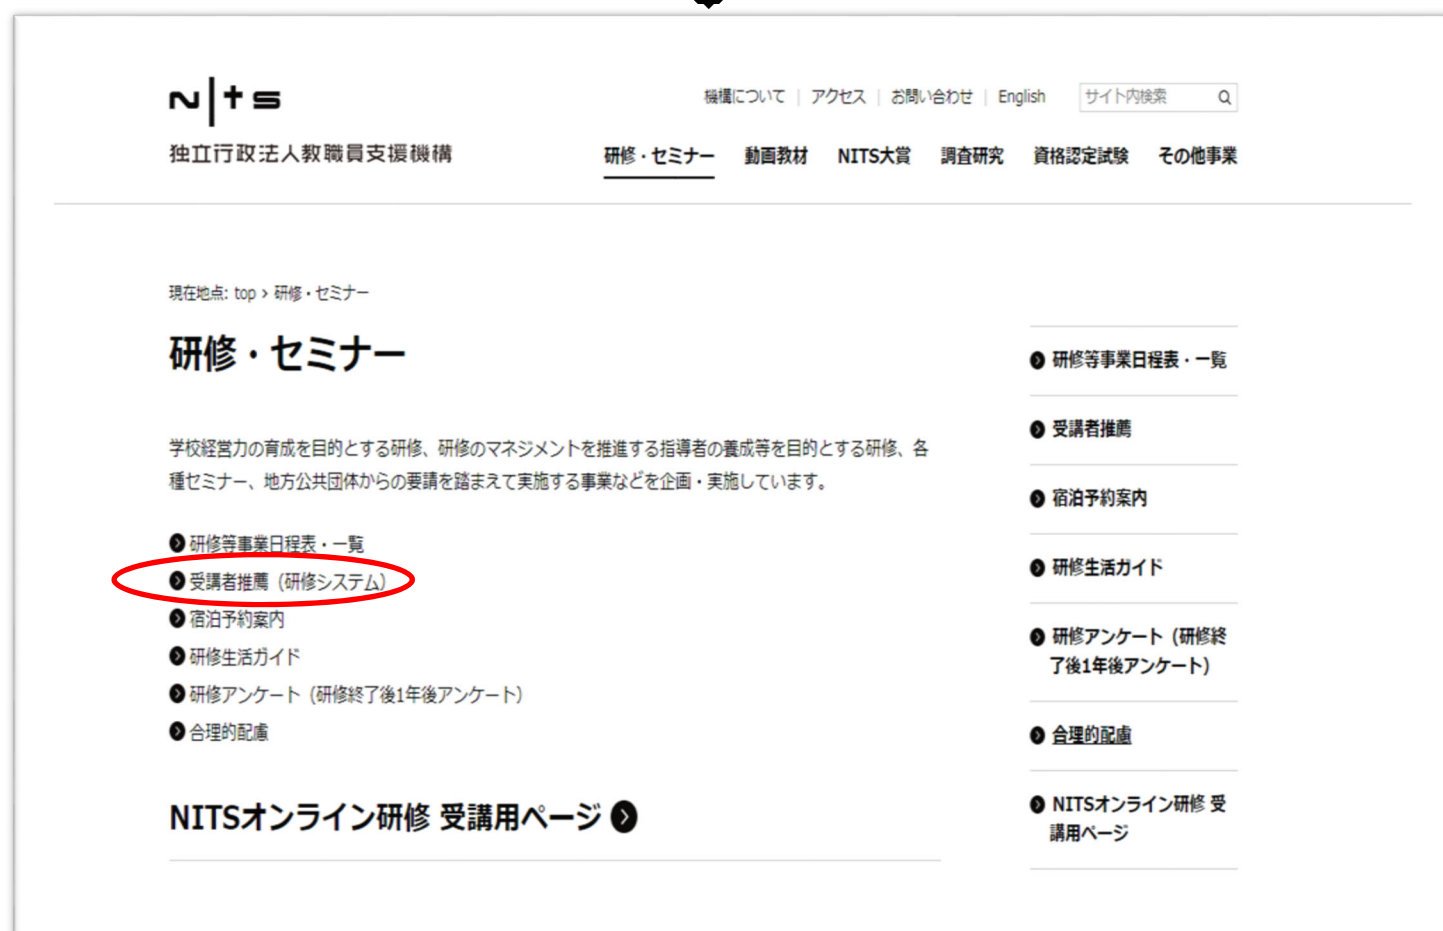 NITS
独立行政法人教職員支援機構
機構について | アクセス | お問い合わせ | English
サイト内検索
研修・セミナー 動画教材 NITS大賞 調査研究 資格認定試験 その他事業
現在地点: top › 研修・セミナー
研修・セミナー
学校経営力の育成を目的とする研修、研修のマネジメントを推進する指導者の養成等を目的とする研修、各
種セミナー、地方公共団体からの要請を踏まえて実施する事業などを企画・実施しています。
研修等事業日程表・一覧
受講者推薦（研修システム）
宿泊予約案内
研修生活ガイド
研修アンケート（研修終了後1年後アンケート）
合理的配慮
NITSオンライン研修 受講用ページ
研修等事業日程表・一覧
受講者推薦
宿泊予約案内
研修生活ガイド
研修アンケート（研修終
了後1年後アンケート）
合理的配慮
NITSオンライン研修 受
講用ページ